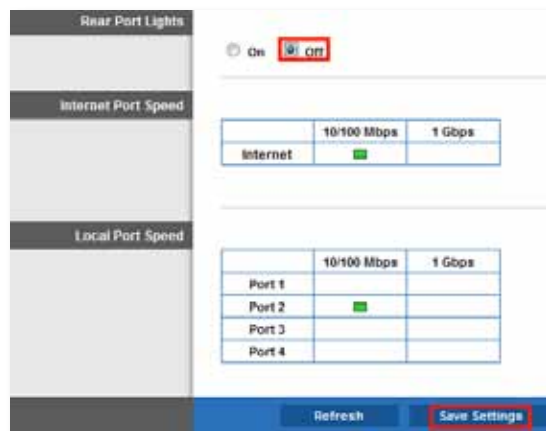 Rear Port Lights
On Off
Internet Port Speed
10/100 Mbps 1 Gbps
Internet
Local Port Speed
10/100 Mbps 1 Gbps
Port 1
Port 2
Port 3
Port 4
Refresh Save Settings